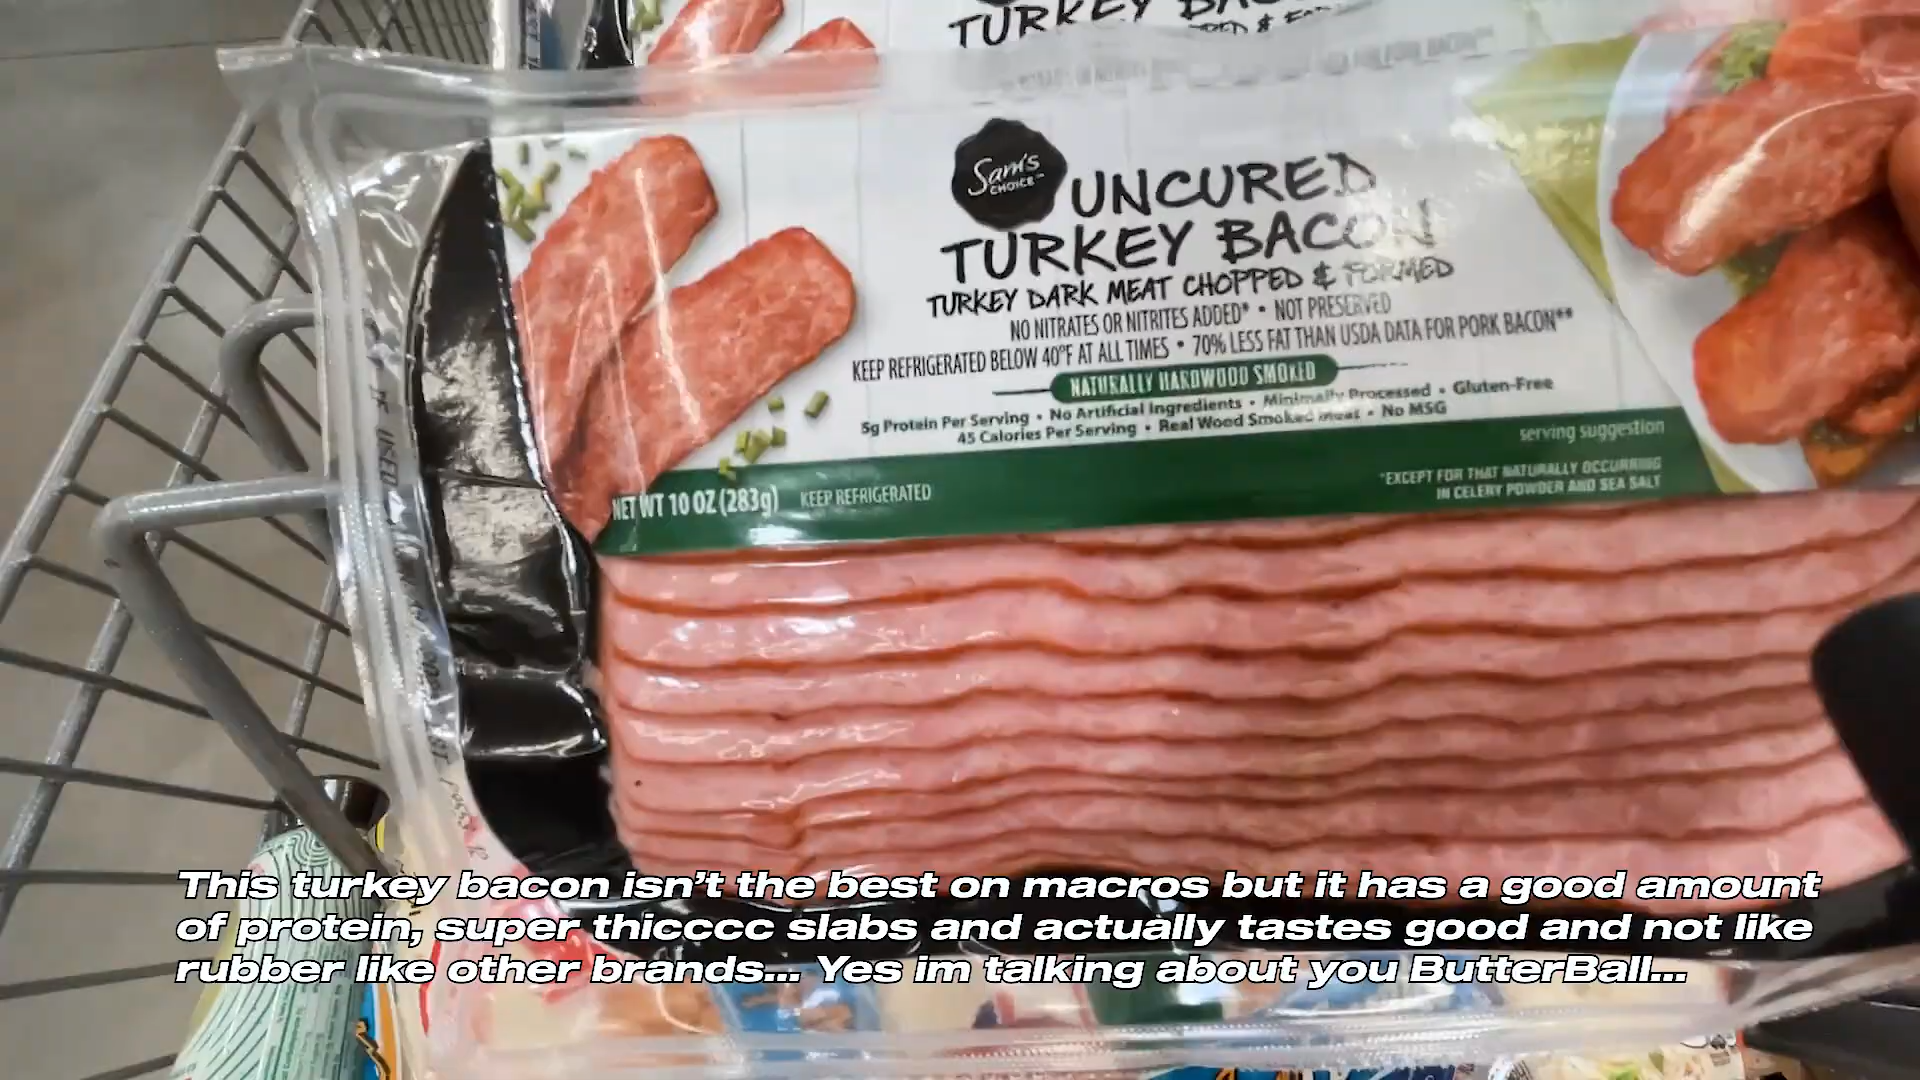 TURKEY
Sam's
CHOICE™
UNCURED
TURKEY BACON
TURKEY DARK MEAT CHOPPED & FORMED
NO NITRATES OR NITRITES ADDED* • NOT PRESERVED
KEEP REFRIGERATED BELOW 40°F AT ALL TIMES • 70% LESS FAT THAN USDA DATA FOR PORK BACON**
NATURALLY HARDWOOD SMOKED
5g Protein Per Serving • No Artificial Ingredients • Minimally Processed • Gluten-Free
45 Calories Per Serving • Real Wood Smoked meat • No MSG
serving suggestion
*EXCEPT FOR THAT NATURALLY OCCURRING
IN CELERY POWDER AND SEA SALT
NET WT 10 OZ (283g) KEEP REFRIGERATED
This turkey bacon isn't the best on macros but it has a good amount
of protein, super thicccc slabs and actually tastes good and not like
rubber like other brands... Yes im talking about you ButterBall...